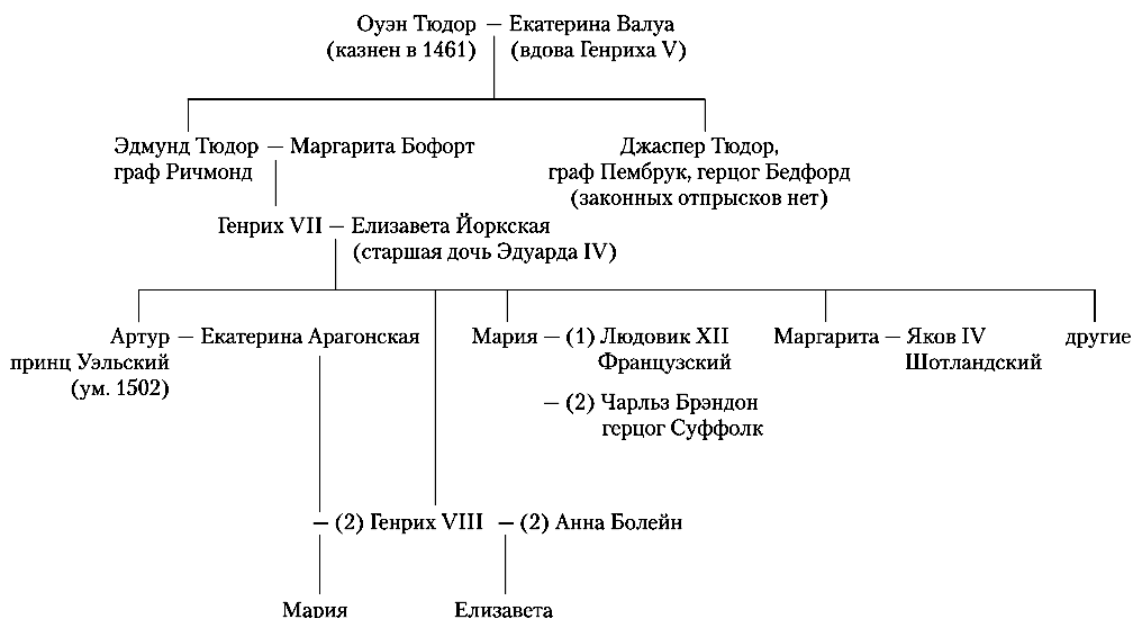 Оуэн Тюдор — Екатерина Валуа
(казнен в 1461) (вдова Генриха V)
Эдмунд Тюдор — Маргарита Бофорт
граф Ричмонд
Джаспер Тюдор,
граф Пембрук, герцог Бедфорд
(законных отпрысков нет)
Генрих VII — Елизавета Йоркская
(старшая дочь Эдуарда IV)
Артур — Екатерина Арагонская
принц Уэльский
(ум. 1502)
Мария — (1) Людовик XII
Французский
— (2) Чарльз Брэндон
герцог Суффолк
Маргарита — Яков IV
Шотландский
другие
— (2) Генрих VIII — (2) Анна Болейн
Мария
Елизавета